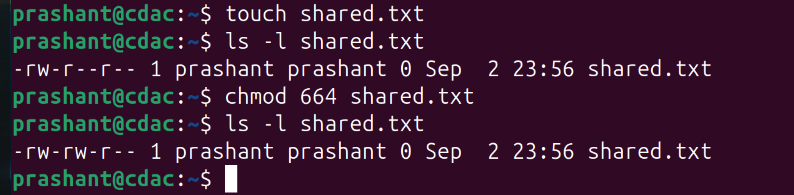 prashant@cdac:~$ touch shared.txt
prashant@cdac:~$ ls -l shared.txt
-rw-r--r-- 1 prashant prashant 0 Sep  2 23:56 shared.txt
prashant@cdac:~$ chmod 664 shared.txt
prashant@cdac:~$ ls -l shared.txt
-rw-rw-r-- 1 prashant prashant 0 Sep  2 23:56 shared.txt
prashant@cdac:~$